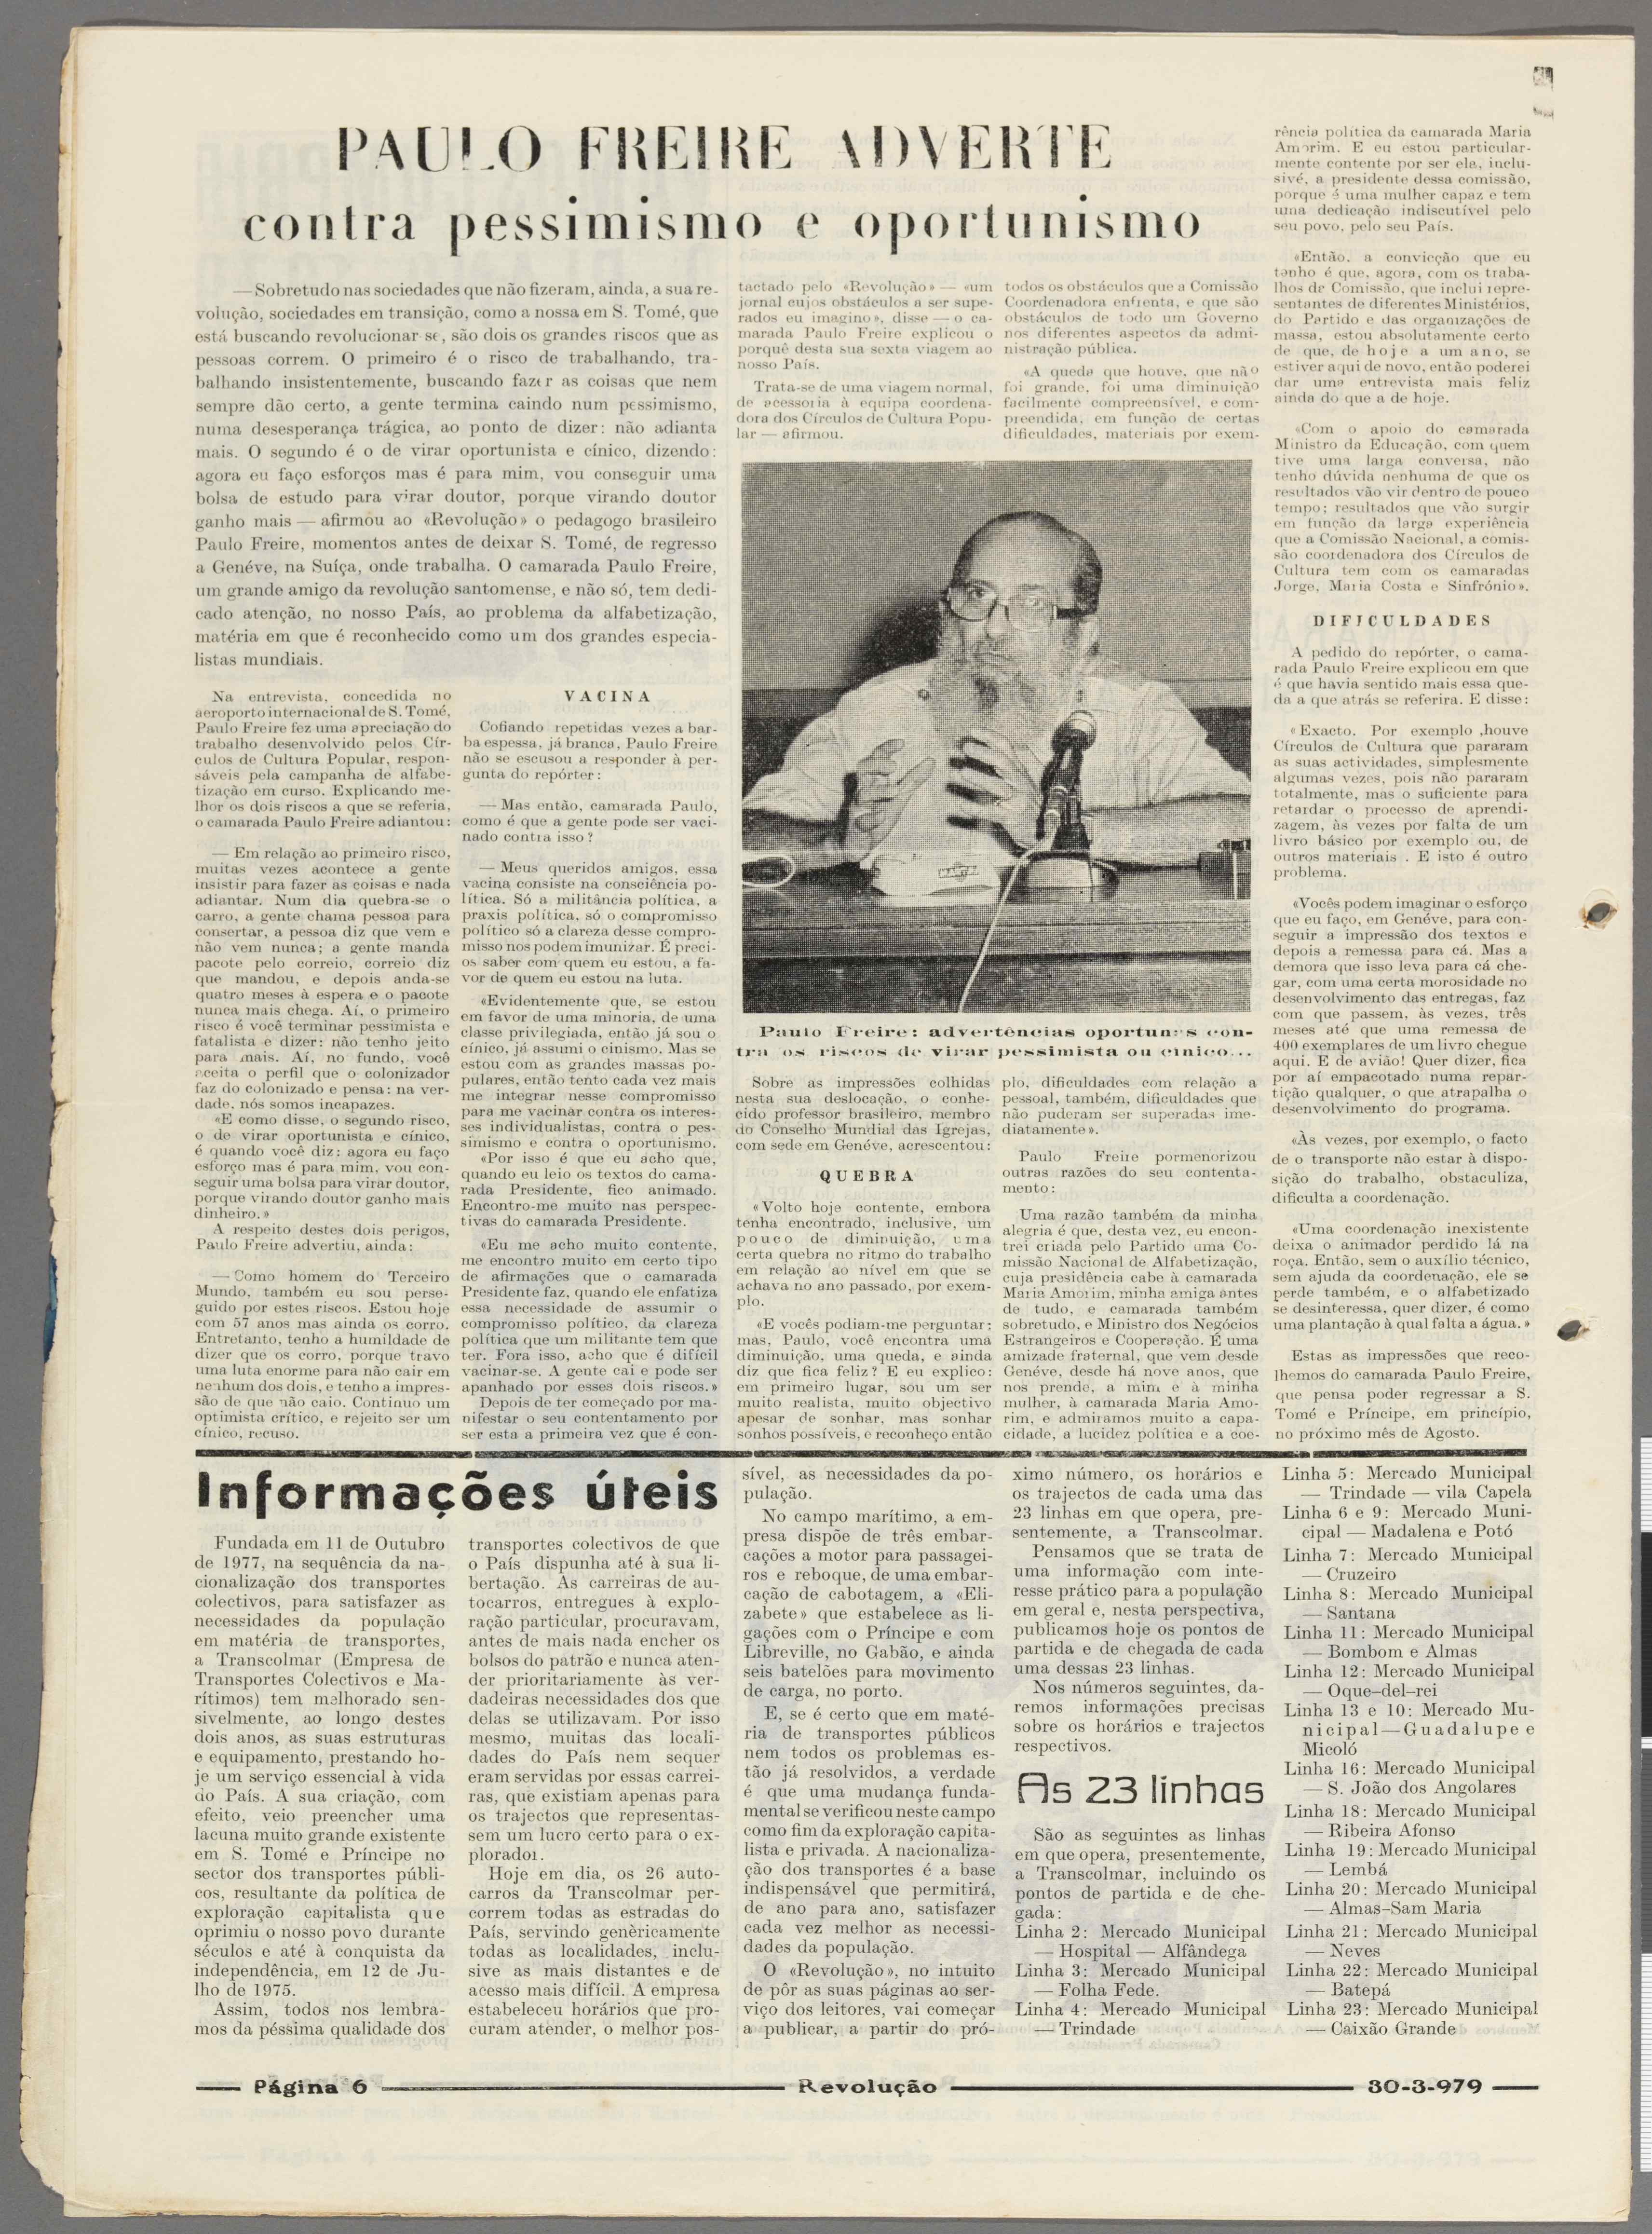 PAULO FREIRE ADVERTE
contra pessimismo e oportunismo
—Sobretudo nas sociedades que não fizeram, ainda, a sua re-
volução, sociedades em transição, como a nossa em S. Tomé, que
está buscando revolucionar-se, são dois os grandes riscos que as
pessoas correm. O primeiro é o risco de trabalhando, tra-
balhando insistentemente, buscando fazer as coisas que nem
sempre dão certo, a gente termina caindo num pessimismo,
numa desesperança trágica, ao ponto de dizer: não adianta
mais. O segundo é o de virar oportunista e cínico, dizendo:
agora eu faço esforços mas é para mim, vou conseguir uma
bolsa de estudo para virar doutor, porque virando doutor
ganho mais — afirmou ao «Revolução» o pedagogo brasileiro
Paulo Freire, momentos antes de deixar S. Tomé, de regresso
a Genéve, na Suíça, onde trabalha. O camarada Paulo Freire,
um grande amigo da revolução santomense, e não só, tem dedi-
cado atenção, no nosso País, ao problema da alfabetização,
matéria em que é reconhecido como um dos grandes especia-
listas mundiais.
Na entrevista, concedida no
aeroporto internacional de S. Tomé,
Paulo Freire fez uma apreciação do
trabalho desenvolvido pelos Cír-
culos de Cultura Popular, respon-
sáveis pela campanha de alfabe-
tização em curso. Explicando me-
lhor os dois riscos a que se referia,
o camarada Paulo Freire adiantou:
— Em relação ao primeiro risco,
muitas vezes acontece a gente
insistir para fazer as coisas e nada
adiantar. Num dia quebra-se o
carro, a gente chama pessoa para
consertar, a pessoa diz que vem e
não vem nunca; a gente manda
pacote pelo correio, correio diz
que mandou, e depois anda-se
quatro meses à espera e o pacote
nunca mais chega. Aí, o primeiro
risco é você terminar pessimista e
fatalista e dizer: não tenho jeito
para mais. Aí, no fundo, você
aceita o perfil que o colonizador
faz do colonizado e pensa: na ver-
dade, nós somos incapazes.
«E como disse, o segundo risco,
o de virar oportunista e cínico,
é quando você diz: agora eu faço
esforço mas é para mim, vou con-
seguir uma bolsa para virar doutor,
porque virando doutor ganho mais
dinheiro.»
A respeito destes dois perigos,
Paulo Freire advertiu, ainda:
— Como homem do Terceiro
Mundo, também eu sou perse-
guido por estes riscos. Estou hoje
com 57 anos mas ainda os corro.
Entretanto, tenho a humildade de
dizer que os corro, porque travo
uma luta enorme para não cair em
nenhum dos dois, e tenho a impres-
são de que não caio. Continuo um
optimista crítico, e rejeito ser um
cínico, recuso.
VACINA
Cofiando repetidas vezes a bar-
ba espessa, já branca, Paulo Freire
não se escusou a responder à per-
gunta do repórter:
— Mas então, camarada Paulo,
como é que a gente pode ser vaci-
nado contra isso?
— Meus queridos amigos, essa
vacina consiste na consciência po-
lítica. Só a militância política, a
praxis política, só o compromisso
político só a clareza desse compro-
misso nos podem imunizar. É preci-
os saber com quem eu estou, a fa-
vor de quem eu estou na luta.
«Evidentemente que, se estou
em favor de uma minoria, de uma
classe privilegiada, então já sou o
cínico, já assumi o cinismo. Mas se
estou com as grandes massas po-
pulares, então tento cada vez mais
me integrar nesse compromisso
para me vacinar contra os interes-
ses individualistas, contra o pes-
simismo e contra o oportunismo.
«Por isso é que eu acho que,
quando eu leio os textos do cama-
rada Presidente, fico animado.
Encontro-me muito nas perspec-
tivas do camarada Presidente.
«Eu me acho muito contente,
me encontro muito em certo tipo
de afirmações que o camarada
Presidente faz, quando ele enfatiza
essa necessidade de assumir o
compromisso político, da clareza
política que um militante tem que
ter. Fora isso, acho que é difícil
vacinar-se. A gente cai e pode ser
apanhado por esses dois riscos.»
Depois de ter começado por ma-
nifestar o seu contentamento por
ser esta a primeira vez que é con-
tactado pelo «Revolução» — «um
jornal cujos obstáculos a ser supe-
rados eu imagino», disse — o ca-
marada Paulo Freire explicou o
porquê desta sua sexta viagem ao
nosso País.
Trata-se de uma viagem normal,
de acessoria à equipa coordena-
dora dos Círculos de Cultura Popu-
lar — afirmou.
Paulo Freire: advertências oportunas con-
tra os riscos de virar pessimista ou cínico...
Sobre as impressões colhidas
nesta sua deslocação, o conhe-
cido professor brasileiro, membro
do Conselho Mundial das Igrejas,
com sede em Genéve, acrescentou:
QUEBRA
«Volto hoje contente, embora
tenha encontrado, inclusive, um
pouco de diminuição, uma
certa quebra no ritmo do trabalho
em relação ao nível em que se
achava no ano passado, por exem-
plo.
«E vocês podiam-me perguntar:
mas, Paulo, você encontra uma
diminuição, uma queda, e ainda
diz que fica feliz? E eu explico:
em primeiro lugar, sou um ser
muito realista, muito objectivo
apesar de sonhar, mas sonhar
sonhos possíveis, e reconheço então
todos os obstáculos que a Comissão
Coordenadora enfrenta, e que são
obstáculos de todo um Governo
nos diferentes aspectos da admi-
nistração pública.
«A queda que houve, que não
foi grande, foi uma diminuição
facilmente compreensível, e com-
preendida, em função de certas
dificuldades, materiais por exem-
plo, dificuldades com relação a
pessoal, também, dificuldades que
não puderam ser superadas ime-
diatamente».
Paulo Freire pormenorizou
outras razões do seu contenta-
mento:
Uma razão também da minha
alegria é que, desta vez, eu encon-
trei criada pelo Partido uma Co-
missão Nacional de Alfabetização,
cuja presidência cabe à camarada
Maria Amorim, minha amiga antes
de tudo, e camarada também
sobretudo, e Ministro dos Negócios
Estrangeiros e Cooperação. É uma
amizade fraternal, que vem desde
Genéve, desde há nove anos, que
nos prende, a mim e à minha
mulher, à camarada Maria Amo-
rim, e admiramos muito a capa-
cidade, a lucidez política e a coe-
rência política da camarada Maria
Amorim. E eu estou particular-
mente contente por ser ela, inclu-
sivé, a presidente dessa comissão,
porque é uma mulher capaz e tem
uma dedicação indiscutível pelo
seu povo, pelo seu País.
«Então, a convicção que eu
tenho é que, agora, com os traba-
lhos da Comissão, que inclui repre-
sentantes de diferentes Ministérios,
do Partido e das organizações de
massa, estou absolutamente certo
de que, de hoje a um ano, se
estiver aqui de novo, então poderei
dar uma entrevista mais feliz
ainda do que a de hoje.
«Com o apoio do camarada
Ministro da Educação, com quem
tive uma larga conversa, não
tenho dúvida nenhuma de que os
resultados vão vir dentro de pouco
tempo; resultados que vão surgir
em função da larga experiência
que a Comissão Nacional, a comis-
são coordenadora dos Círculos de
Cultura tem com os camaradas
Jorge, Maria Costa e Sinfrónio».
DIFICULDADES
A pedido do repórter, o cama-
rada Paulo Freire explicou em que
é que havia sentido mais essa que-
da a que atrás se referira. E disse:
«Exacto. Por exemplo ,houve
Círculos de Cultura que pararam
as suas actividades, simplesmente
algumas vezes, pois não pararam
totalmente, mas o suficiente para
retardar o processo de aprendi-
zagem, às vezes por falta de um
livro básico por exemplo ou, de
outros materiais . E isto é outro
problema.
«Vocês podem imaginar o esforço
que eu faço, em Genéve, para con-
seguir a impressão dos textos e
depois a remessa para cá. Mas a
demora que isso leva para cá che-
gar, com uma certa morosidade no
desenvolvimento das entregas, faz
com que passem, às vezes, três
meses até que uma remessa de
400 exemplares de um livro chegue
aqui. E de avião! Quer dizer, fica
por aí empacotado numa repar-
tição qualquer, o que atrapalha o
desenvolvimento do programa.
«Às vezes, por exemplo, o facto
de o transporte não estar à dispo-
sição do trabalho, obstaculiza,
dificulta a coordenação.
«Uma coordenação inexistente
deixa o animador perdido lá na
roça. Então, sem o auxílio técnico,
sem ajuda da coordenação, ele se
perde também, e o alfabetizado
se desinteressa, quer dizer, é como
uma plantação à qual falta a água.»
Estas as impressões que reco-
lhemos do camarada Paulo Freire,
que pensa poder regressar a S.
Tomé e Príncipe, em princípio,
no próximo mês de Agosto.
Informações úteis
Fundada em 11 de Outubro
de 1977, na sequência da na-
cionalização dos transportes
colectivos, para satisfazer as
necessidades da população
em matéria de transportes,
a Transcolmar (Empresa de
Transportes Colectivos e Ma-
rítimos) tem melhorado sen-
sivelmente, ao longo destes
dois anos, as suas estruturas
e equipamento, prestando ho-
je um serviço essencial à vida
do País. A sua criação, com
efeito, veio preencher uma
lacuna muito grande existente
em S. Tomé e Príncipe no
sector dos transportes públi-
cos, resultante da política de
exploração capitalista que
oprimiu o nosso povo durante
séculos e até à conquista da
independência, em 12 de Ju-
lho de 1975.
Assim, todos nos lembra-
mos da péssima qualidade dos
transportes colectivos de que
o País dispunha até à sua li-
bertação. As carreiras de au-
tocarros, entregues à explo-
ração particular, procuravam,
antes de mais nada encher os
bolsos do patrão e nunca aten-
der prioritariamente às ver-
dadeiras necessidades dos que
delas se utilizavam. Por isso
mesmo, muitas das locali-
dades do País nem sequer
eram servidas por essas carrei-
ras, que existiam apenas para
os trajectos que representas-
sem um lucro certo para o ex-
plorador.
Hoje em dia, os 26 auto-
carros da Transcolmar per-
correm todas as estradas do
País, servindo genèricamente
todas as localidades, inclu-
sive as mais distantes e de
acesso mais difícil. A empresa
estabeleceu horários que pro-
curam atender, o melhor pos-
sível, as necessidades da po-
pulação.
No campo marítimo, a em-
presa dispõe de três embar-
cações a motor para passagei-
ros e reboque, de uma embar-
cação de cabotagem, a «Eli-
zabete» que estabelece as li-
gações com o Príncipe e com
Libreville, no Gabão, e ainda
seis batelões para movimento
de carga, no porto.
E, se é certo que em maté-
ria de transportes públicos
nem todos os problemas es-
tão já resolvidos, a verdade
é que uma mudança funda-
mental se verificou neste campo
como fim da exploração capita-
lista e privada. A nacionaliza-
ção dos transportes é a base
indispensável que permitirá,
de ano para ano, satisfazer
cada vez melhor as necessi-
dades da população.
O «Revolução», no intuito
de pôr as suas páginas ao ser-
viço dos leitores, vai começar
a publicar, a partir do pró-
ximo número, os horários e
os trajectos de cada uma das
23 linhas em que opera, pre-
sentemente, a Transcolmar.
Pensamos que se trata de
uma informação com inte-
resse prático para a população
em geral e, nesta perspectiva,
publicamos hoje os pontos de
partida e de chegada de cada
uma dessas 23 linhas.
Nos números seguintes, da-
remos informações precisas
sobre os horários e trajectos
respectivos.
As 23 linhas
São as seguintes as linhas
em que opera, presentemente,
a Transcolmar, incluindo os
pontos de partida e de che-
gada:
Linha 2: Mercado Municipal
— Hospital — Alfândega
Linha 3: Mercado Municipal
— Folha Fede.
Linha 4: Mercado Municipal
— Trindade
Linha 5: Mercado Municipal
— Trindade — vila Capela
Linha 6 e 9: Mercado Muni-
cipal — Madalena e Potó
Linha 7: Mercado Municipal
— Cruzeiro
Linha 8: Mercado Municipal
— Santana
Linha 11: Mercado Municipal
— Bombom e Almas
Linha 12: Mercado Municipal
— Oque-del-rei
Linha 13 e 10: Mercado Mu-
nicipal—Guadalupe e
Micoló
Linha 16: Mercado Municipal
— S. João dos Angolares
Linha 18: Mercado Municipal
— Ribeira Afonso
Linha 19: Mercado Municipal
— Lembá
Linha 20: Mercado Municipal
— Almas-Sam Maria
Linha 21: Mercado Municipal
— Neves
Linha 22: Mercado Municipal
— Batepá
Linha 23: Mercado Municipal
— Caixão Grande
Página 6
Revolução
30-3-979